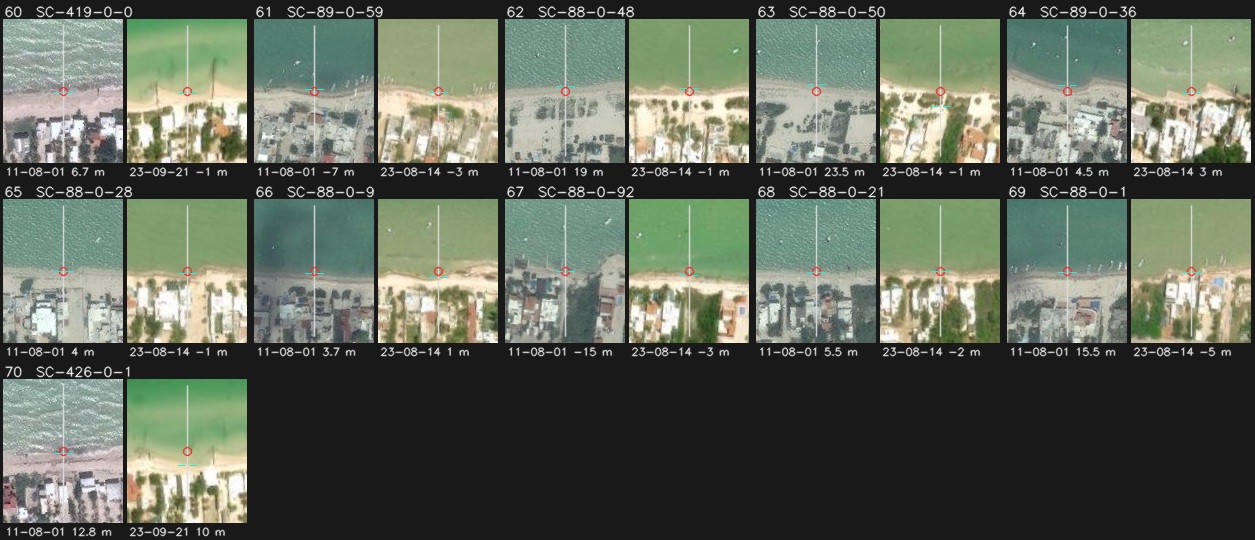 60 SC-419-0-0
61 SC-89-0-59
62 SC-88-0-48
63 SC-88-0-50
64 SC-89-0-36
11-08-01 6.7 m
23-09-21 -1 m
11-08-01 -7 m
23-08-14 -3 m
11-08-01 19 m
23-08-14 -1 m
11-08-01 23.5 m
23-08-14 -1 m
11-08-01 4.5 m
23-08-14 3 m
65 SC-88-0-28
66 SC-88-0-9
67 SC-88-0-92
68 SC-88-0-21
69 SC-88-0-1
11-08-01 4 m
23-08-14 -1 m
11-08-01 3.7 m
23-08-14 1 m
11-08-01 -15 m
23-08-14 -3 m
11-08-01 5.5 m
23-08-14 -2 m
11-08-01 15.5 m
23-08-14 -5 m
70 SC-426-0-1
11-08-01 12.8 m
23-09-21 10 m